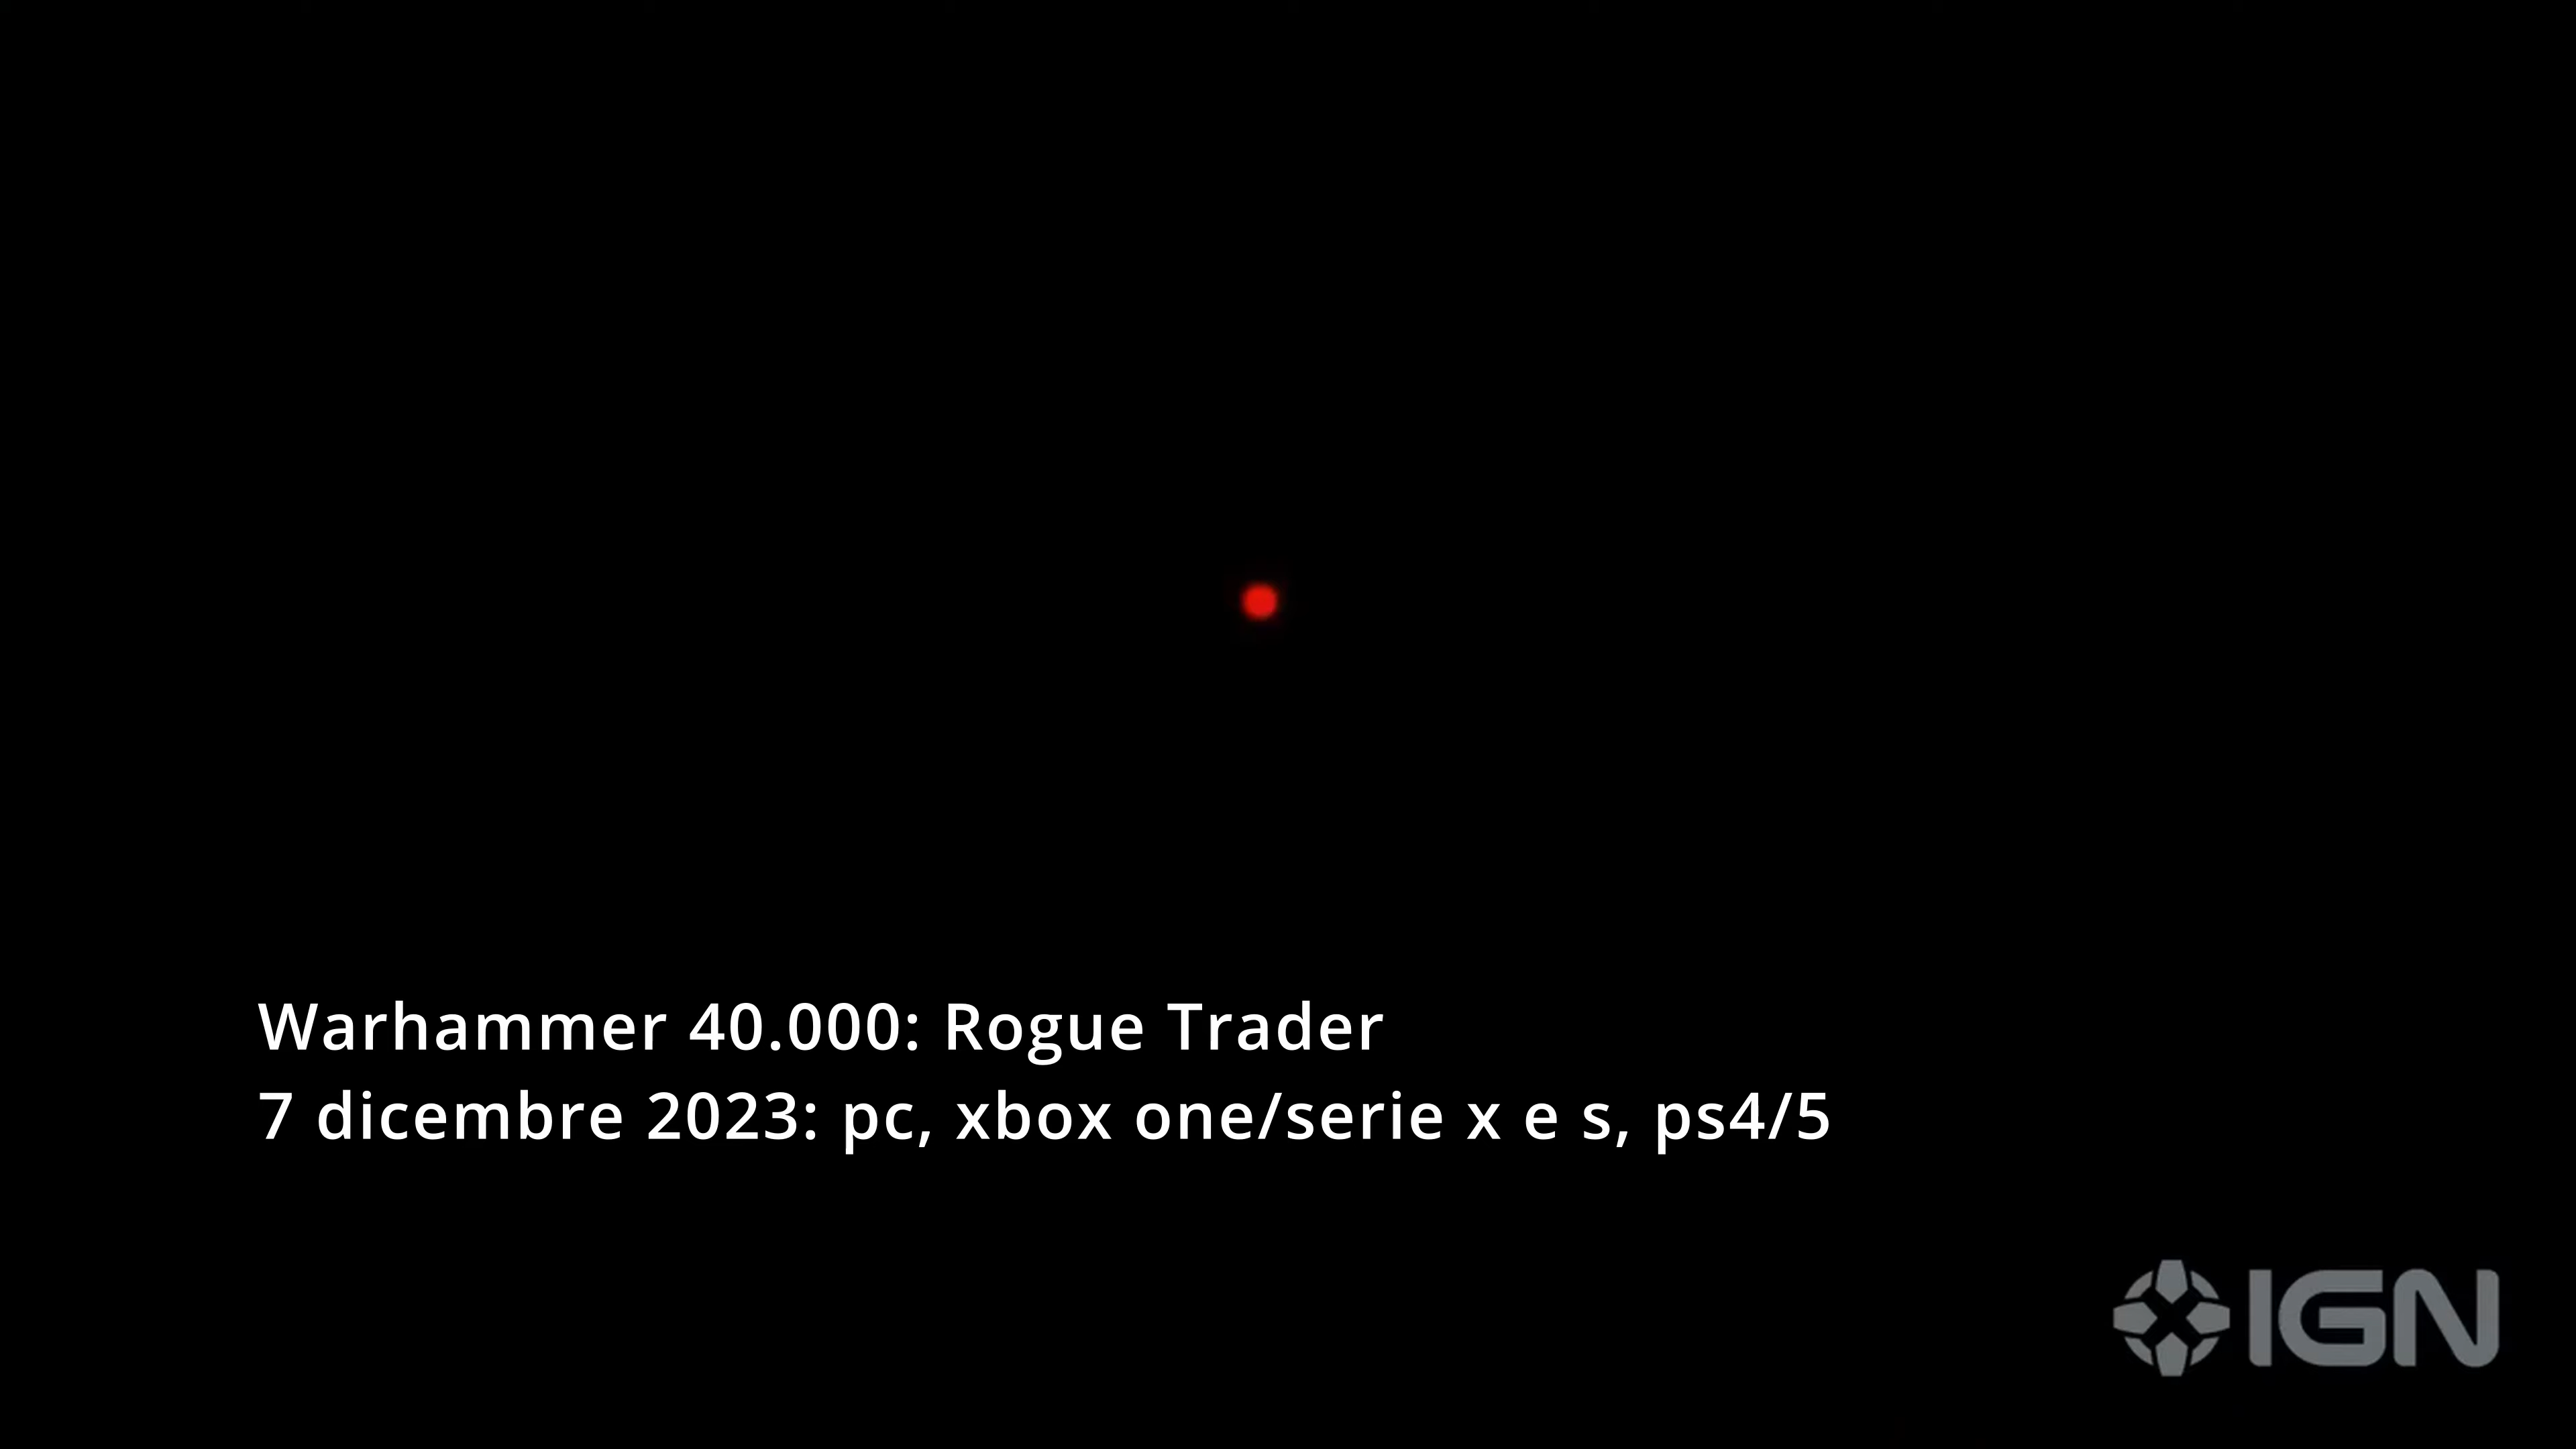 Warhammer 40.000: Rogue Trader
7 dicembre 2023: pc, xbox one/serie x e s, ps4/5
IGN